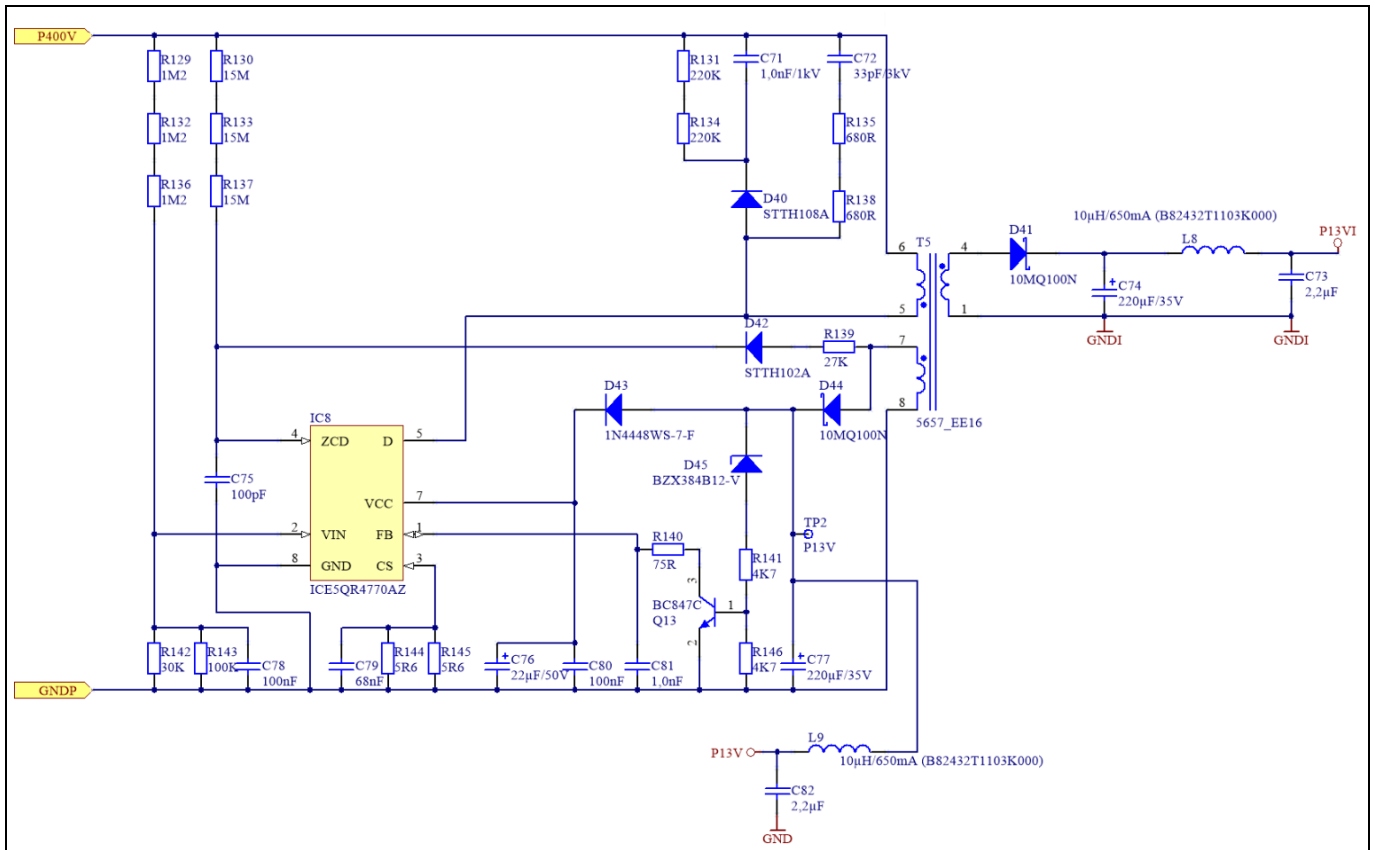 P400V
R129
1M2
R130
15M
R131
220K
C71
1,0nF/1kV
C72
33pF/3kV
R132
1M2
R133
15M
R134
220K
R135
680R
R136
1M2
R137
15M
D40
STTH108A
R138
680R
10µH/650mA (B82432T1103K000)
D41
10MQ100N
L8
P13VI
6
T5
4
5
1
C74
220µF/35V
C73
2,2µF
GNDI
GNDI
D42
STTH102A
R139
27K
7
8
5657_EE16
D43
1N4448WS-7-F
D44
10MQ100N
IC8
4
ZCD
D
5
VCC
7
2
VIN
FB
1
8
GND
CS
3
ICE5QR4770AZ
C75
100pF
D45
BZX384B12-V
TP2
P13V
R140
75R
R141
4K7
3
BC847C
Q13
1
2
R142
30K
R143
100K
C78
100nF
C79
68nF
R144
5R6
R145
5R6
C76
22µF/50V
C80
100nF
C81
1,0nF
R146
4K7
C77
220µF/35V
GNDP
P13V
L9
10µH/650mA (B82432T1103K000)
C82
2,2µF
GND